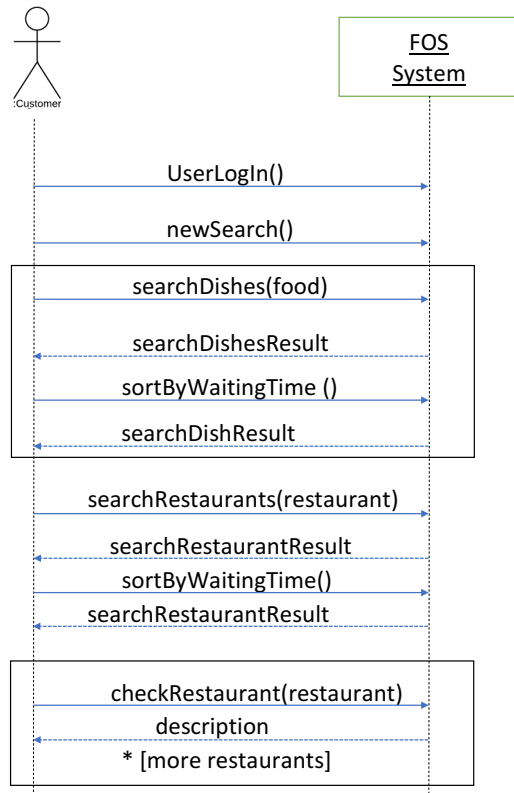 :Customer
FOS
System
UserLogIn()
newSearch()
searchDishes(food)
searchDishesResult
sortByWaitingTime ()
searchDishResult
searchRestaurants(restaurant)
searchRestaurantResult
sortByWaitingTime()
searchRestaurantResult
checkRestaurant(restaurant)
description
* [more restaurants]